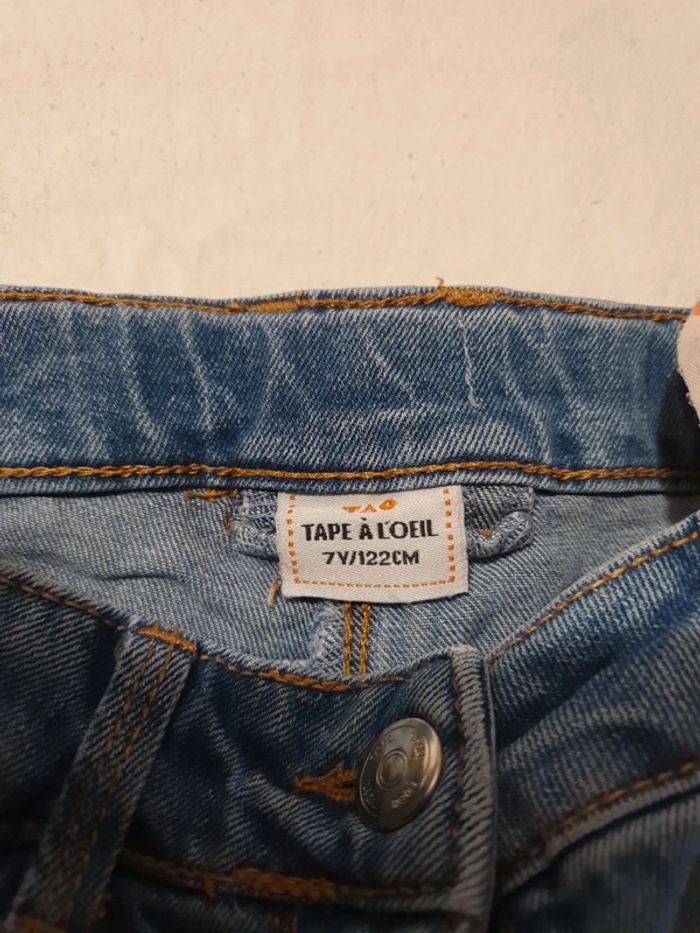 TAO
TAPE À L'OEIL
7Y/122CM